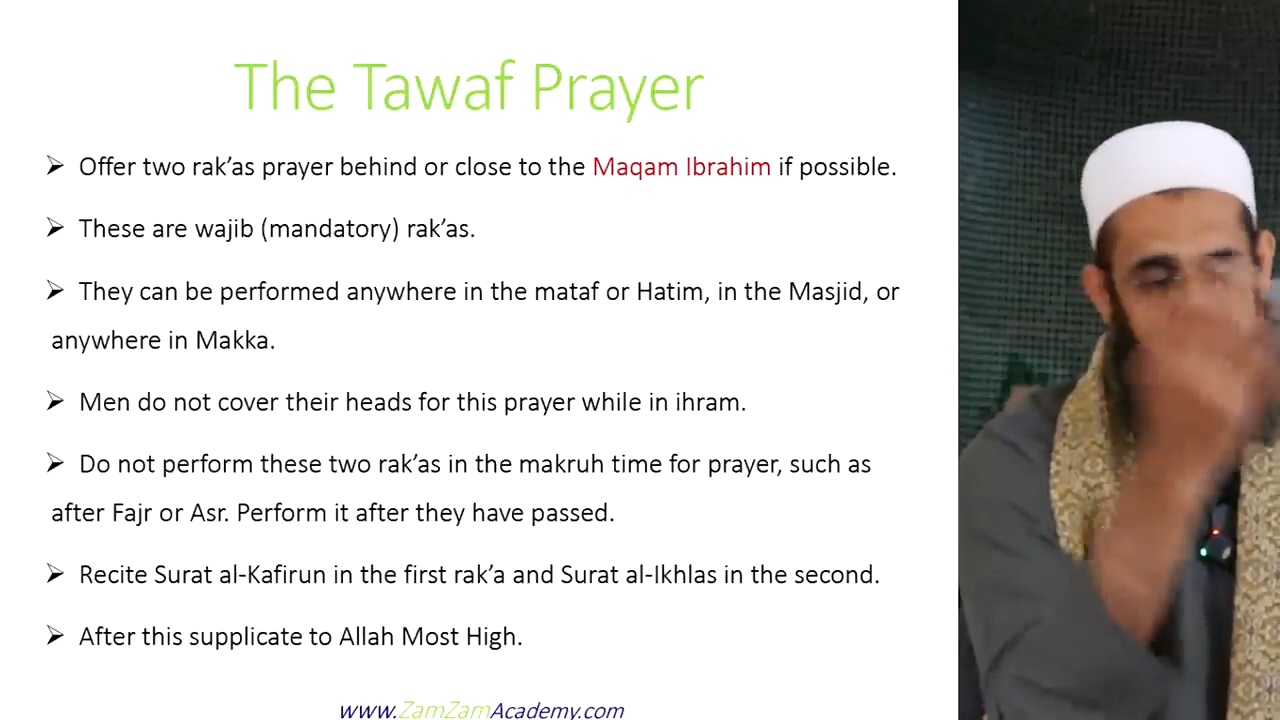 The Tawaf Prayer
➢ Offer two rak’as prayer behind or close to the Maqam Ibrahim if possible.
➢ These are wajib (mandatory) rak’as.
➢ They can be performed anywhere in the mataf or Hatim, in the Masjid, or
anywhere in Makka.
➢ Men do not cover their heads for this prayer while in ihram.
➢ Do not perform these two rak’as in the makruh time for prayer, such as
after Fajr or Asr. Perform it after they have passed.
➢ Recite Surat al-Kafirun in the first rak’a and Surat al-Ikhlas in the second.
➢ After this supplicate to Allah Most High.
www.ZamZamAcademy.com